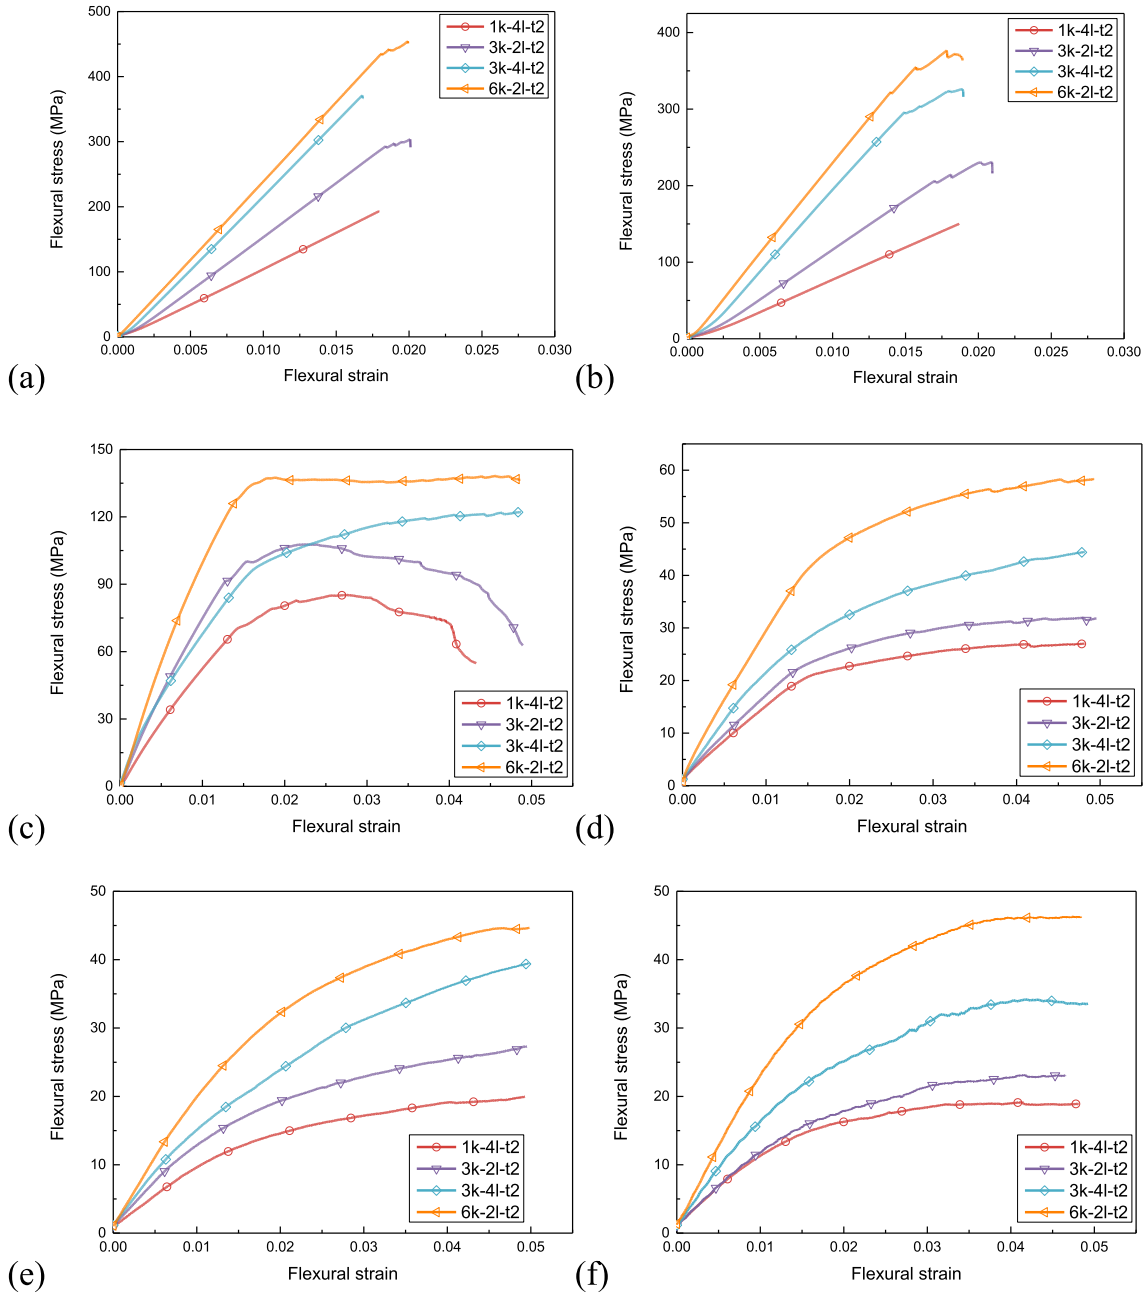 500
400
300
200
100
0
0.000 0.005 0.010 0.015 0.020 0.025 0.030
Flexural stress (MPa)
Flexural strain
1k-4l-t2
3k-2l-t2
3k-4l-t2
6k-2l-t2
(a)
400
300
200
100
0
0.000 0.005 0.010 0.015 0.020 0.025 0.030
Flexural stress (MPa)
Flexural strain
1k-4l-t2
3k-2l-t2
3k-4l-t2
6k-2l-t2
(b)
150
120
90
60
30
0
0.00 0.01 0.02 0.03 0.04 0.05
Flexural stress (MPa)
Flexural strain
1k-4l-t2
3k-2l-t2
3k-4l-t2
6k-2l-t2
(c)
60
50
40
30
20
10
0
0.00 0.01 0.02 0.03 0.04 0.05
Flexural stress (MPa)
Flexural strain
1k-4l-t2
3k-2l-t2
3k-4l-t2
6k-2l-t2
(d)
50
40
30
20
10
0
0.00 0.01 0.02 0.03 0.04 0.05
Flexural stress (MPa)
Flexural strain
1k-4l-t2
3k-2l-t2
3k-4l-t2
6k-2l-t2
(e)
50
40
30
20
10
0
0.00 0.01 0.02 0.03 0.04 0.05
Flexural stress (MPa)
Flexural strain
1k-4l-t2
3k-2l-t2
3k-4l-t2
6k-2l-t2
(f)